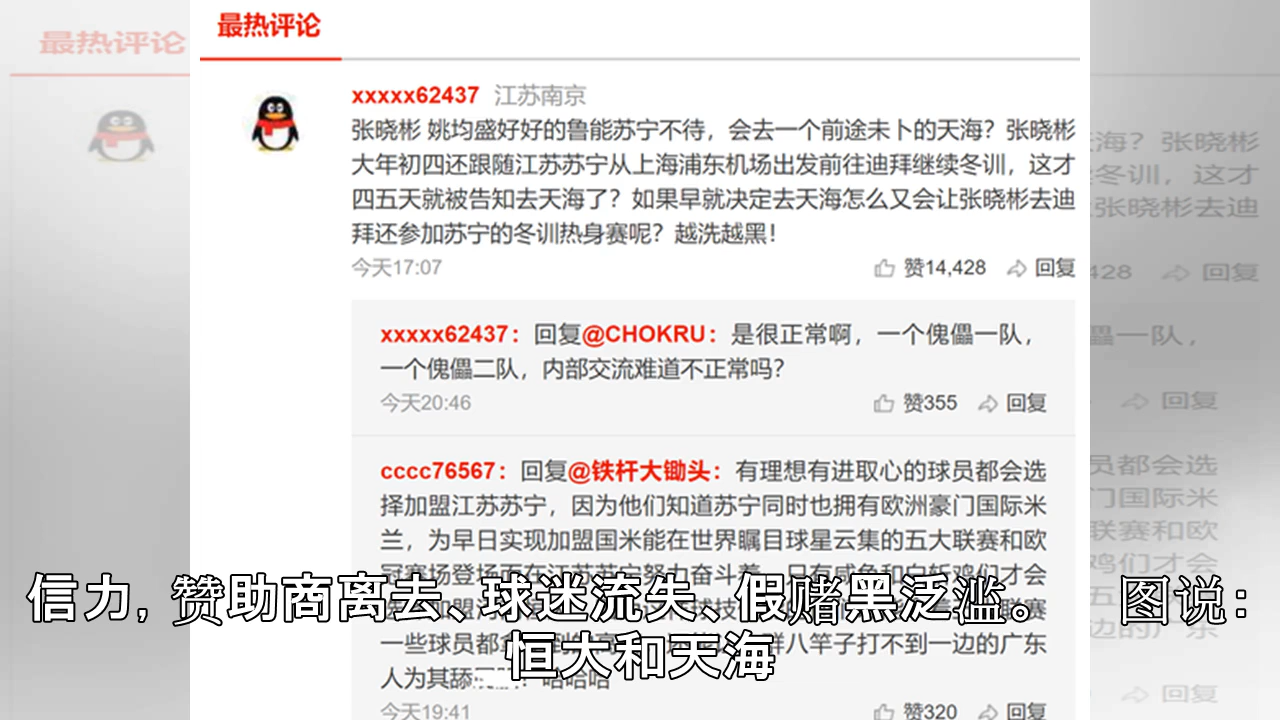 最热评论
xxxxx62437 江苏南京
张晓彬 姚均盛好好的鲁能苏宁不待，会去一个前途未卜的天海？张晓彬
大年初四还跟随江苏苏宁从上海浦东机场出发前往迪拜继续冬训，这才
四五天就被告知去天海了？如果早就决定去天海怎么又会让张晓彬去迪
拜还参加苏宁的冬训热身赛呢？越洗越黑！
今天17:07 赞14,428 回复
xxxxx62437：回复@CHOKRU：是很正常啊，一个傀儡一队，
一个傀儡二队，内部交流难道不正常吗？
今天20:46 赞355 回复
cccc76567：回复@铁杆大锄头：有理想有进取心的球员都会选
择加盟江苏苏宁，因为他们知道苏宁同时也拥有欧洲豪门国际米
兰，为早日实现加盟国米能在世界瞩目球星云集的五大联赛和欧
信力，赞助商离去、球迷流失、假赌黑泛滥。 图说：
恒大和天海
一些球员都
群八竿子打不到一边的广东
人为其舔
哈哈哈
今天19:41 赞320 回复